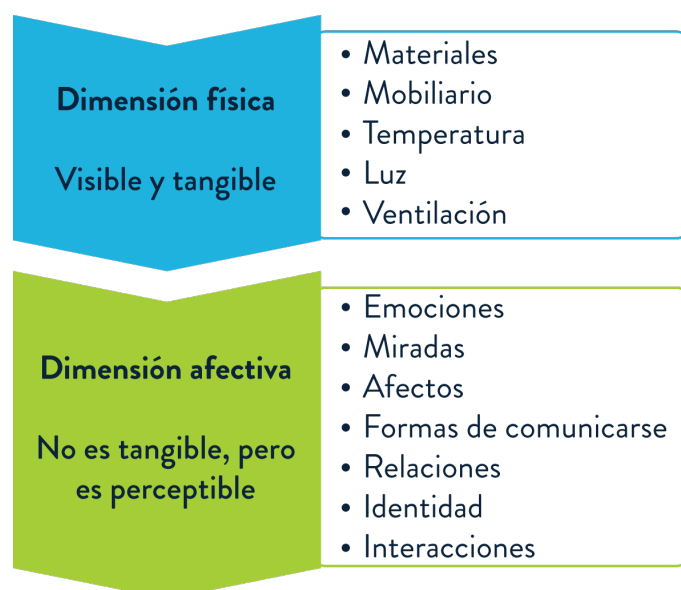 Dimensión física
Visible y tangible
• Materiales
• Mobiliario
• Temperatura
• Luz
• Ventilación
Dimensión afectiva
No es tangible, pero
es perceptible
• Emociones
• Miradas
• Afectos
• Formas de comunicarse
• Relaciones
• Identidad
• Interacciones